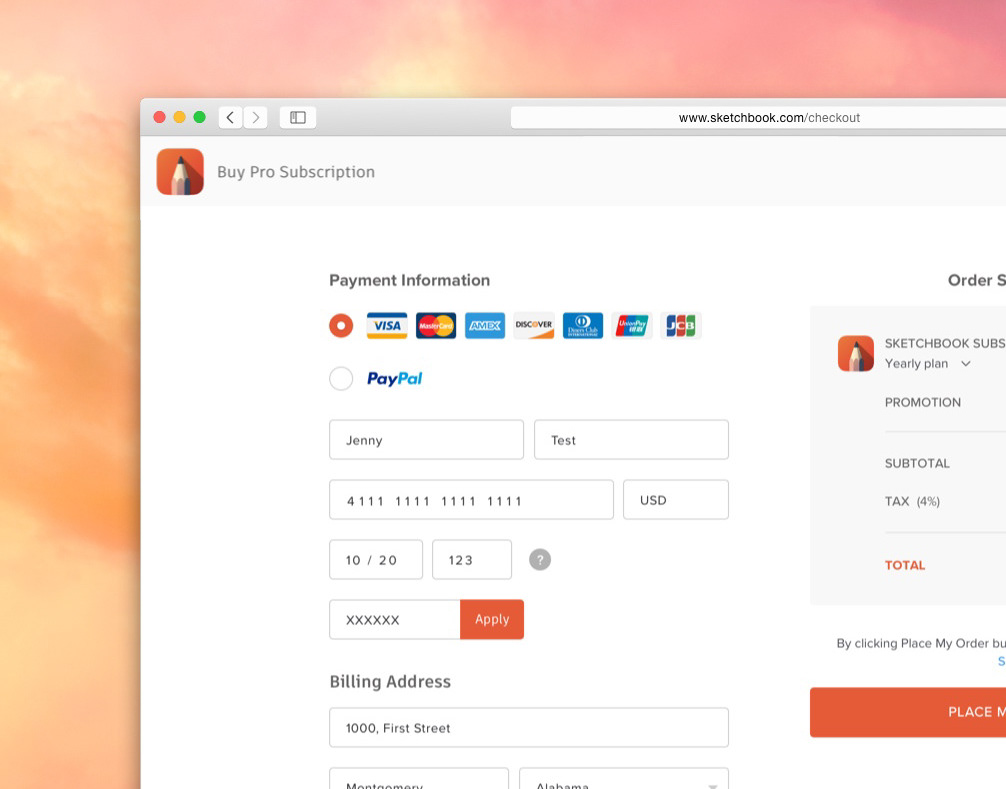 www.sketchbook.com/checkout
Buy Pro Subscription
Payment Information
VISA
MasterCard
AMEX
DISCOVER
Diners Club
INTERNATIONAL
UnionPay
银联
JCB
PayPal
Jenny
Test
4111 1111 1111 1111
USD
10 / 20
123
?
XXXXXX
Apply
Billing Address
1000, First Street
Montgomery
Alabama
Order S
SKETCHBOOK SUBS
Yearly plan
PROMOTION
SUBTOTAL
TAX (4%)
TOTAL
By clicking Place My Order bu
S
PLACE M